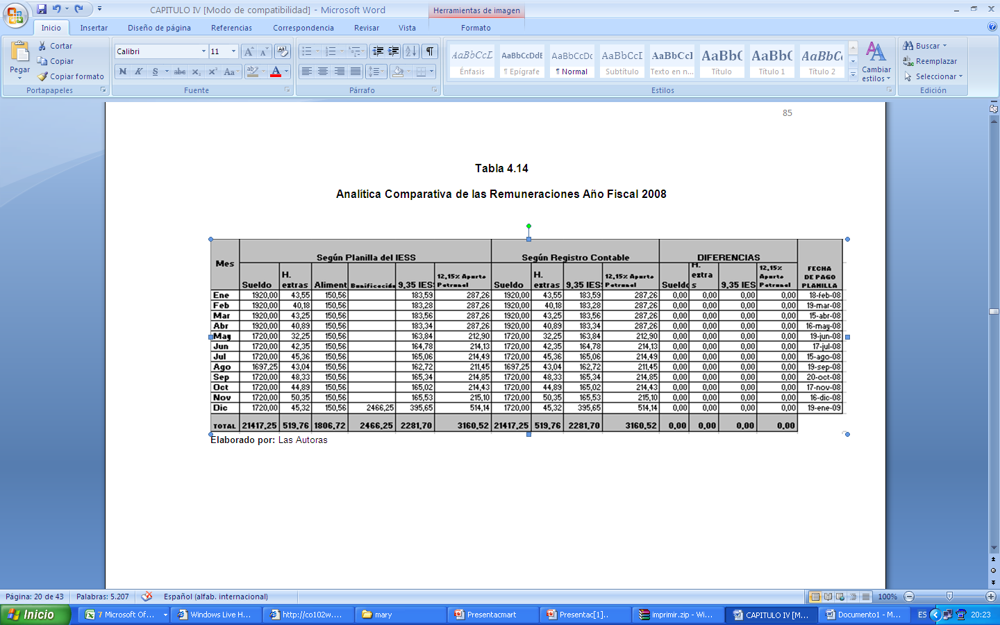 CAPITULO IV [Modo de compatibilidad] - Microsoft Word
Herramientas de imagen
Inicio Insertar Diseño de página Referencias Correspondencia Revisar Vista Formato
Pegar
Cortar
Copiar
Copiar formato
Portapapeles
Calibri 11
Fuente
Párrafo
AaBbCcD AaBbCcDdE AaBbCcDc AaBbCcI AaBbCcI AaBbC AaBbC AaBbCc
Énfasis ¶ Epígrafe ¶ Normal Subtítulo Texto en n... Título Título 1 Título 2
Cambiar estilos
Estilos
Buscar
Reemplazar
Seleccionar
Edición
85
Tabla 4.14
Analítica Comparativa de las Remuneraciones Año Fiscal 2008
Mes Según Planilla del IESS Según Registro Contable DIFERENCIAS FECHA DE PAGO PLANILLA
Sueldo H. extras Aliment Bonificación 9,35 IES 12,15% Aporte Patronal Sueldo H. extras 9,35 IES 12,15% Aporte Patronal Sueldo H. extras 9,35 IES 12,15% Aporte Patronal
Ene 1920,00 43,55 150,56 183,59 287,26 1920,00 43,55 183,59 287,26 0,00 0,00 0,00 0,00 18-feb-08
Feb 1920,00 40,18 150,56 183,28 287,26 1920,00 40,18 183,28 287,26 0,00 0,00 0,00 0,00 19-mar-08
Mar 1920,00 43,25 150,56 183,56 287,26 1920,00 43,25 183,56 287,26 0,00 0,00 0,00 0,00 15-abr-08
Abr 1920,00 40,89 150,56 183,34 287,26 1920,00 40,89 183,34 287,26 0,00 0,00 0,00 0,00 16-may-08
May 1720,00 32,25 150,56 163,84 212,90 1720,00 32,25 163,84 212,90 0,00 0,00 0,00 0,00 19-jun-08
Jun 1720,00 42,35 150,56 164,78 214,13 1720,00 42,35 164,78 214,13 0,00 0,00 0,00 0,00 17-jul-08
Jul 1720,00 45,36 150,56 165,06 214,49 1720,00 45,36 165,06 214,49 0,00 0,00 0,00 0,00 15-ago-08
Ago 1697,25 43,04 150,56 162,72 211,45 1697,25 43,04 162,72 211,45 0,00 0,00 0,00 0,00 19-sep-08
Sep 1720,00 48,33 150,56 165,34 214,85 1720,00 48,33 165,34 214,85 0,00 0,00 0,00 0,00 20-oct-08
Oct 1720,00 44,89 150,56 165,02 214,43 1720,00 44,89 165,02 214,43 0,00 0,00 0,00 0,00 17-nov-08
Nov 1720,00 50,35 150,56 165,53 215,10 1720,00 50,35 165,53 215,10 0,00 0,00 0,00 0,00 16-dic-08
Dic 1720,00 45,32 150,56 2466,25 395,65 514,14 1720,00 45,32 395,65 514,14 0,00 0,00 0,00 0,00 19-ene-09
TOTAL 21417,25 519,76 1806,72 2466,25 2281,70 3160,52 21417,25 519,76 2281,70 3160,52 0,00 0,00 0,00 0,00
Elaborado por: Las Autoras
Página: 20 de 43 Palabras: 5.207 Español (alfab. internacional) 100%
Inicio 7 Microsoft Of... Windows Live H... http://co102w.... mary Presentacmart Presentac[1].. imprimir.zip - Wi... CAPITULO IV [M... Documento1 - M... ES 20:23